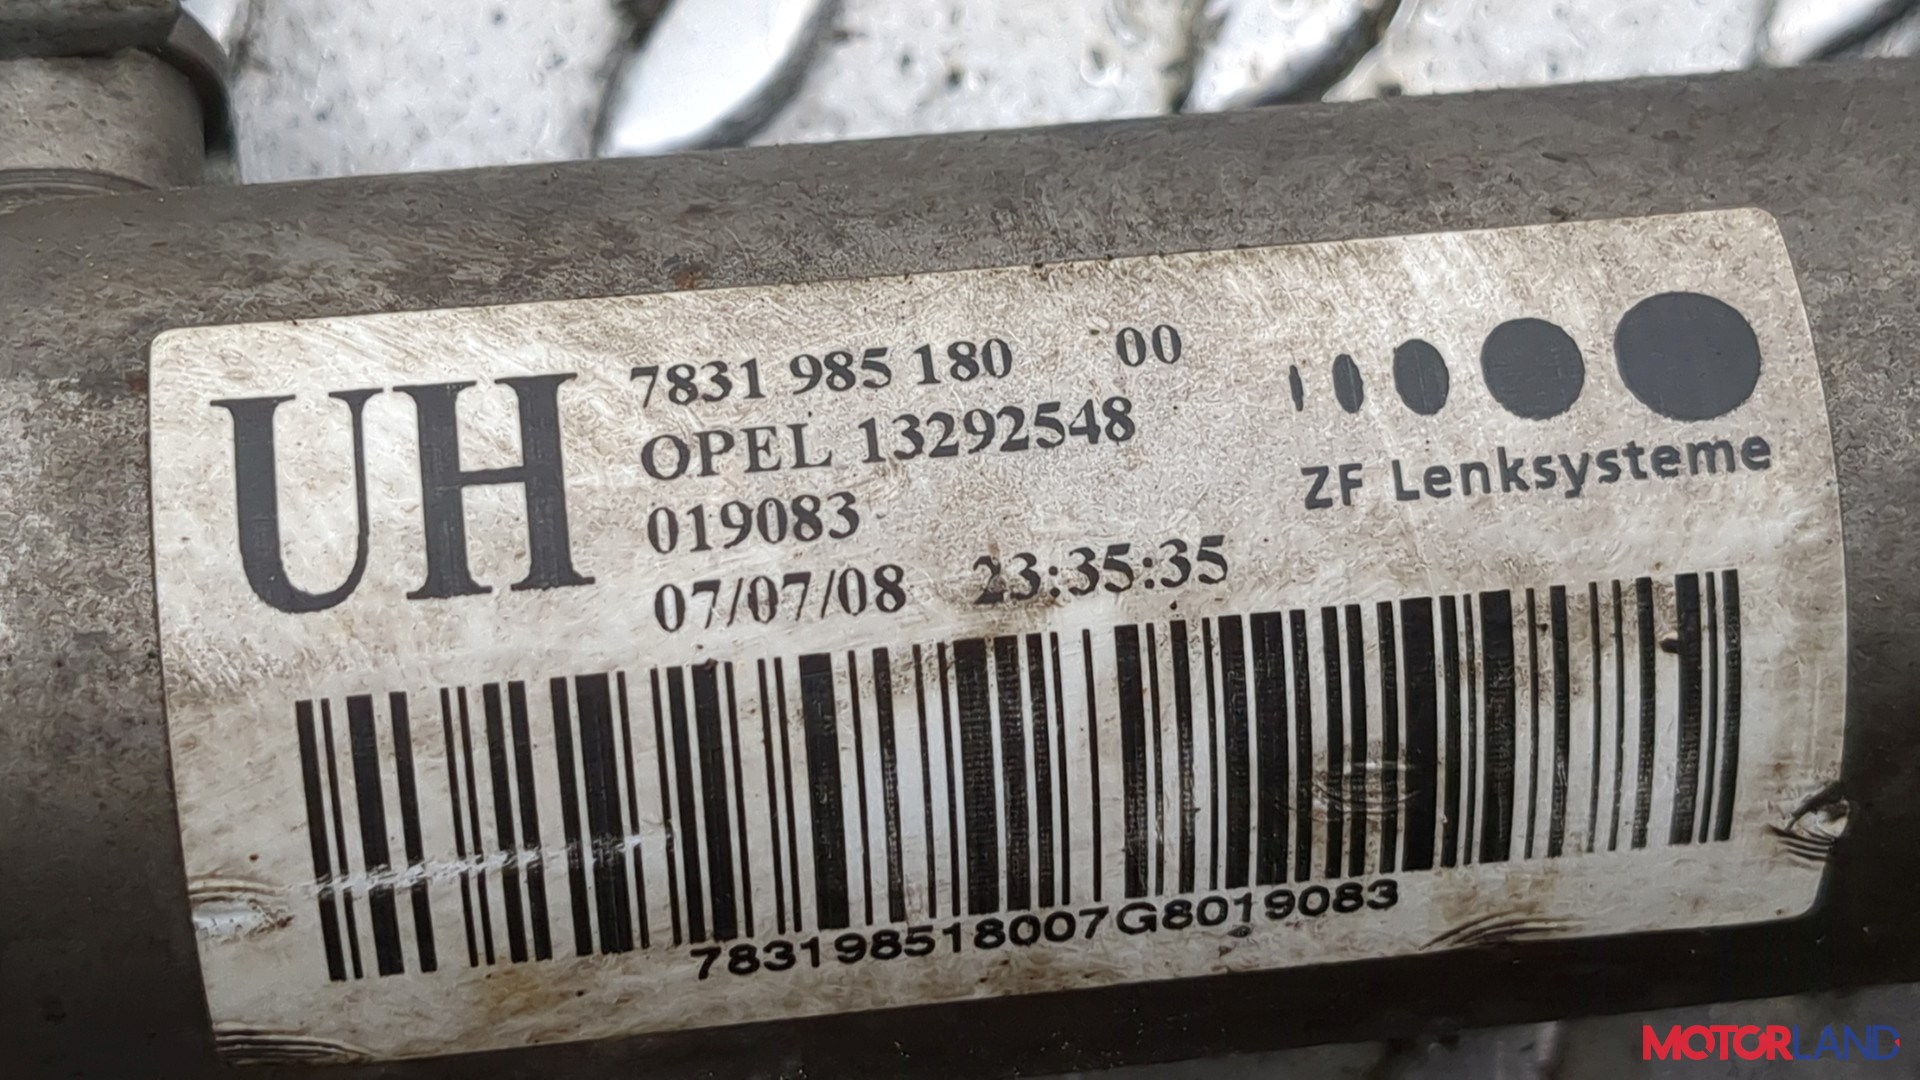 UH
7831 985 180 00
OPEL 13292548
019083
07/07/08 23:35:35
ZF Lenksysteme
783198518007G8019083
MOTORLAND